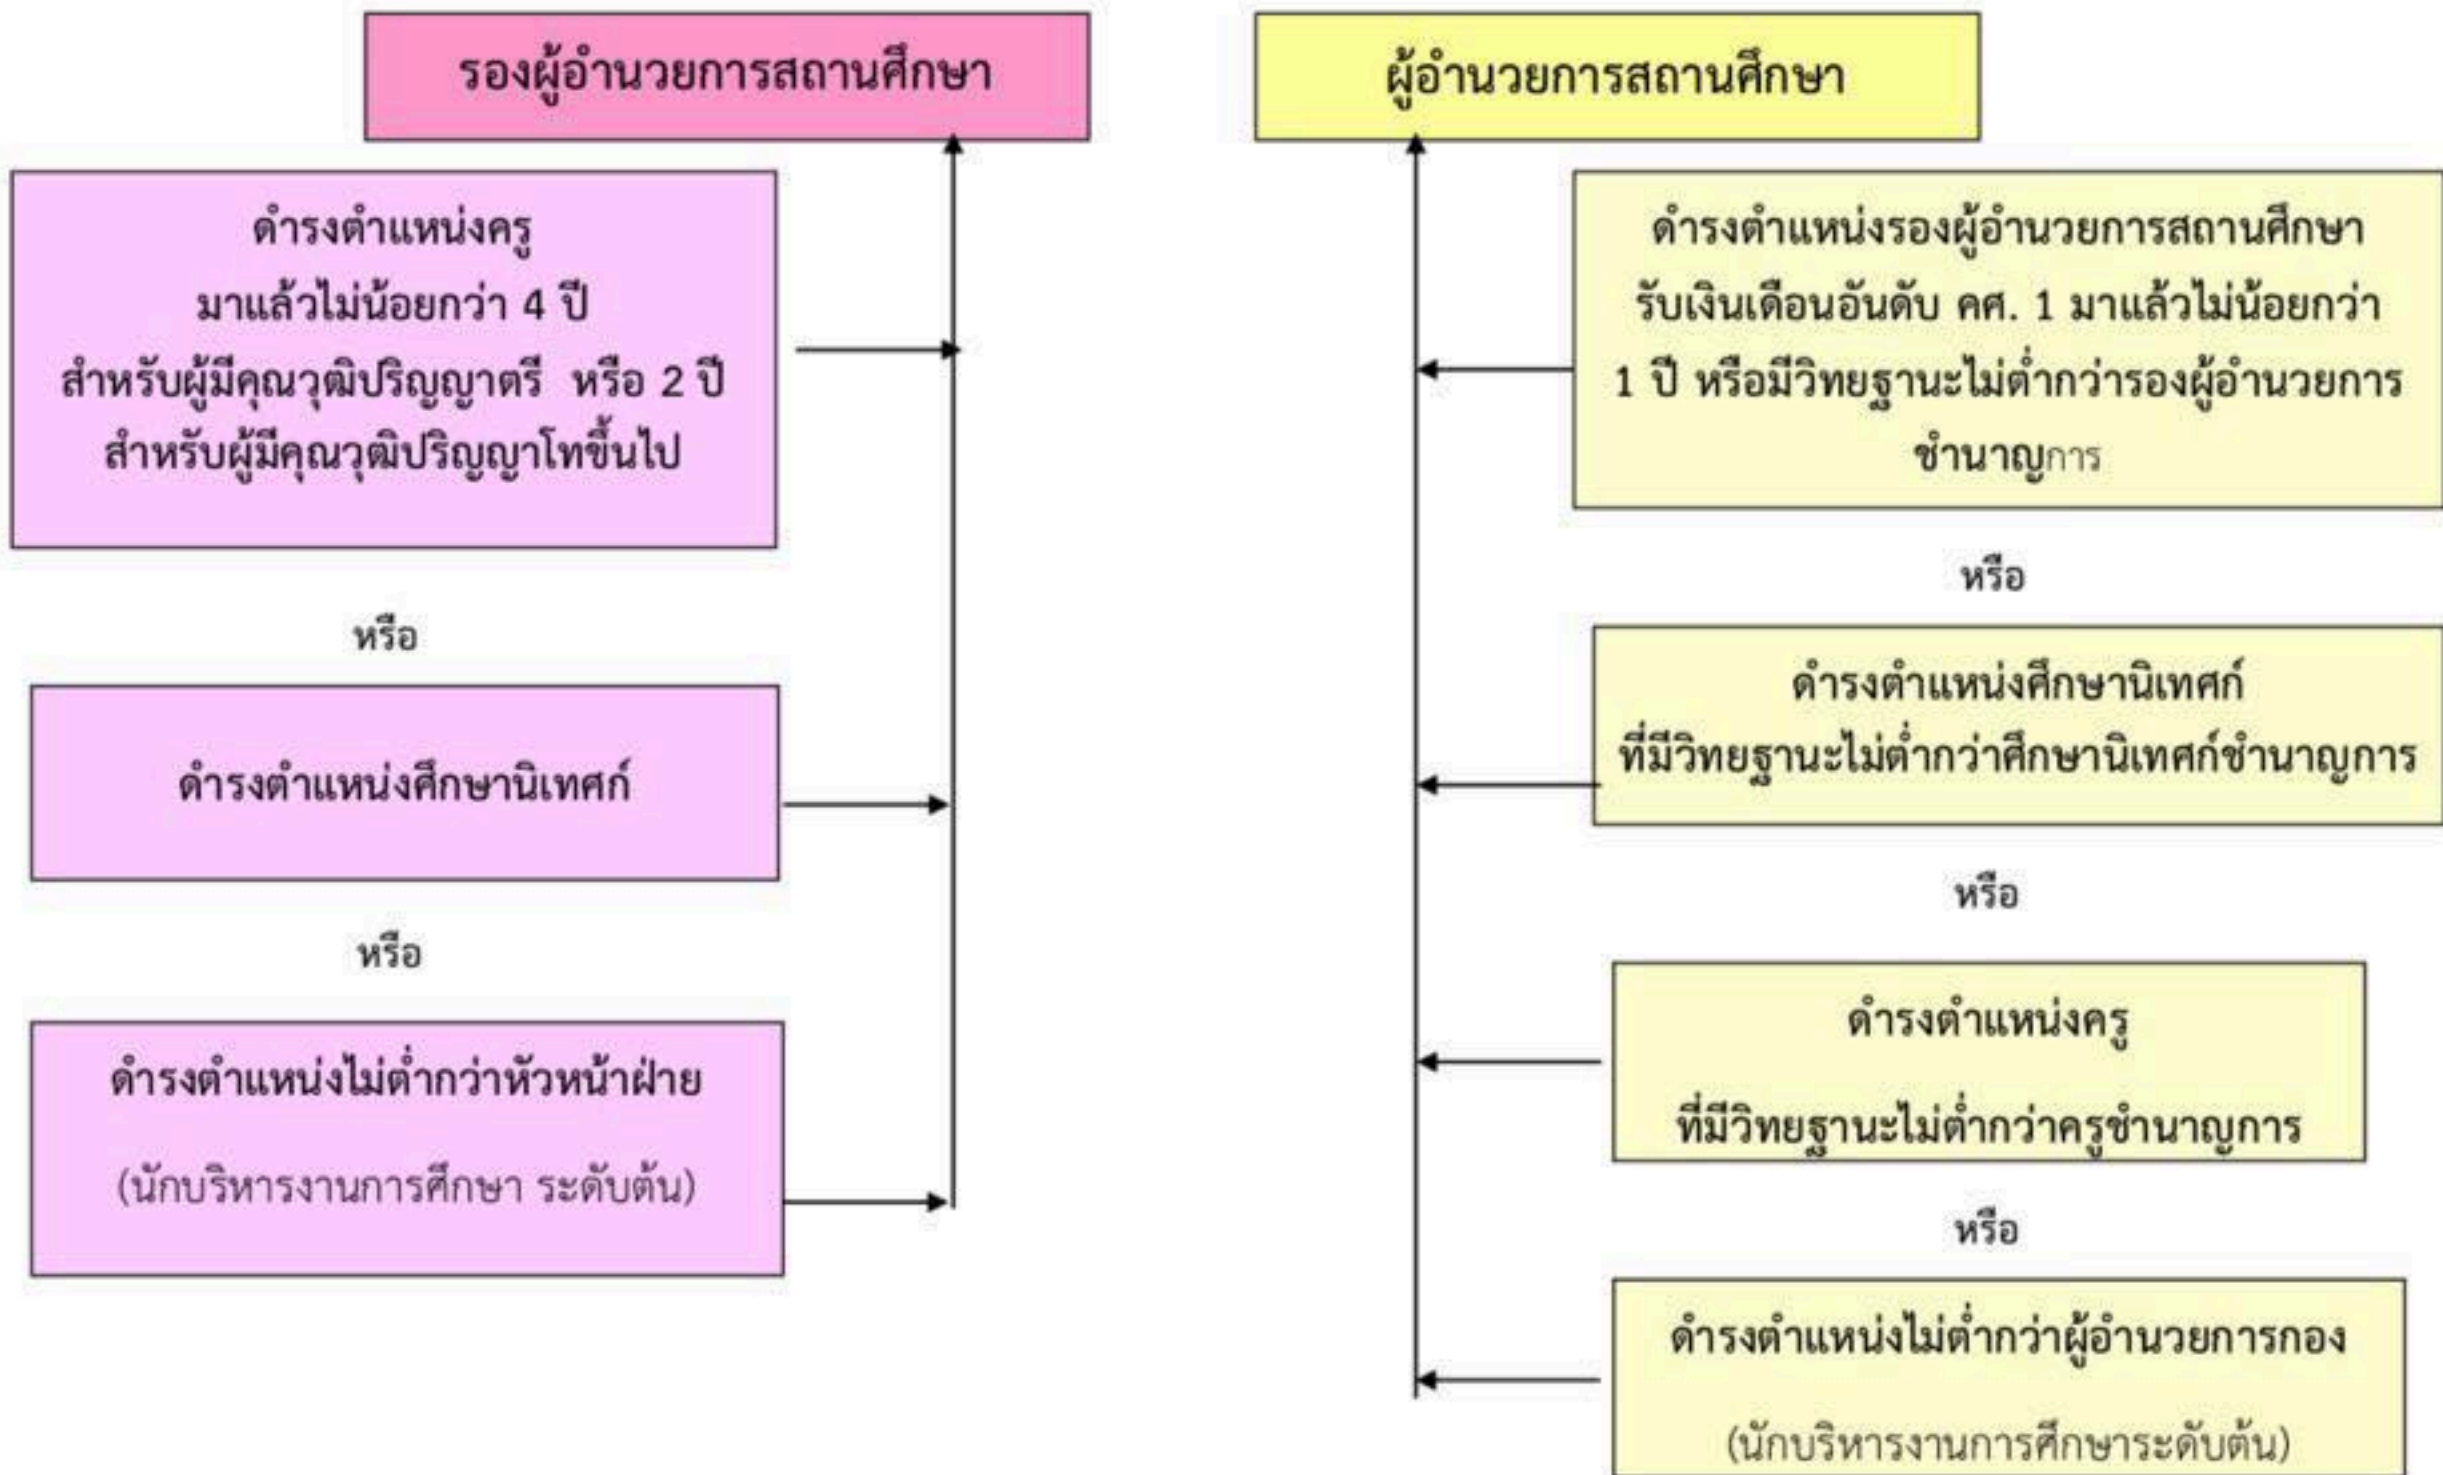 รองผู้อำนวยการสถานศึกษา
ดำรงตำแหน่งครู
มาแล้วไม่น้อยกว่า 4 ปี
สำหรับผู้มีคุณวุฒิปริญญาตรี หรือ 2 ปี
สำหรับผู้มีคุณวุฒิปริญญาโทขึ้นไป
หรือ
ดำรงตำแหน่งศึกษานิเทศก์
หรือ
ดำรงตำแหน่งไม่ต่ำกว่าหัวหน้าฝ่าย
(นักบริหารงานการศึกษา ระดับต้น)
ผู้อำนวยการสถานศึกษา
ดำรงตำแหน่งรองผู้อำนวยการสถานศึกษา
รับเงินเดือนอันดับ คศ. 1 มาแล้วไม่น้อยกว่า
1 ปี หรือมีวิทยฐานะไม่ต่ำกว่ารองผู้อำนวยการ
ชำนาญการ
หรือ
ดำรงตำแหน่งศึกษานิเทศก์
ที่มีวิทยฐานะไม่ต่ำกว่าศึกษานิเทศก์ชำนาญการ
หรือ
ดำรงตำแหน่งครู
ที่มีวิทยฐานะไม่ต่ำกว่าครูชำนาญการ
หรือ
ดำรงตำแหน่งไม่ต่ำกว่าผู้อำนวยการกอง
(นักบริหารงานการศึกษาระดับต้น)